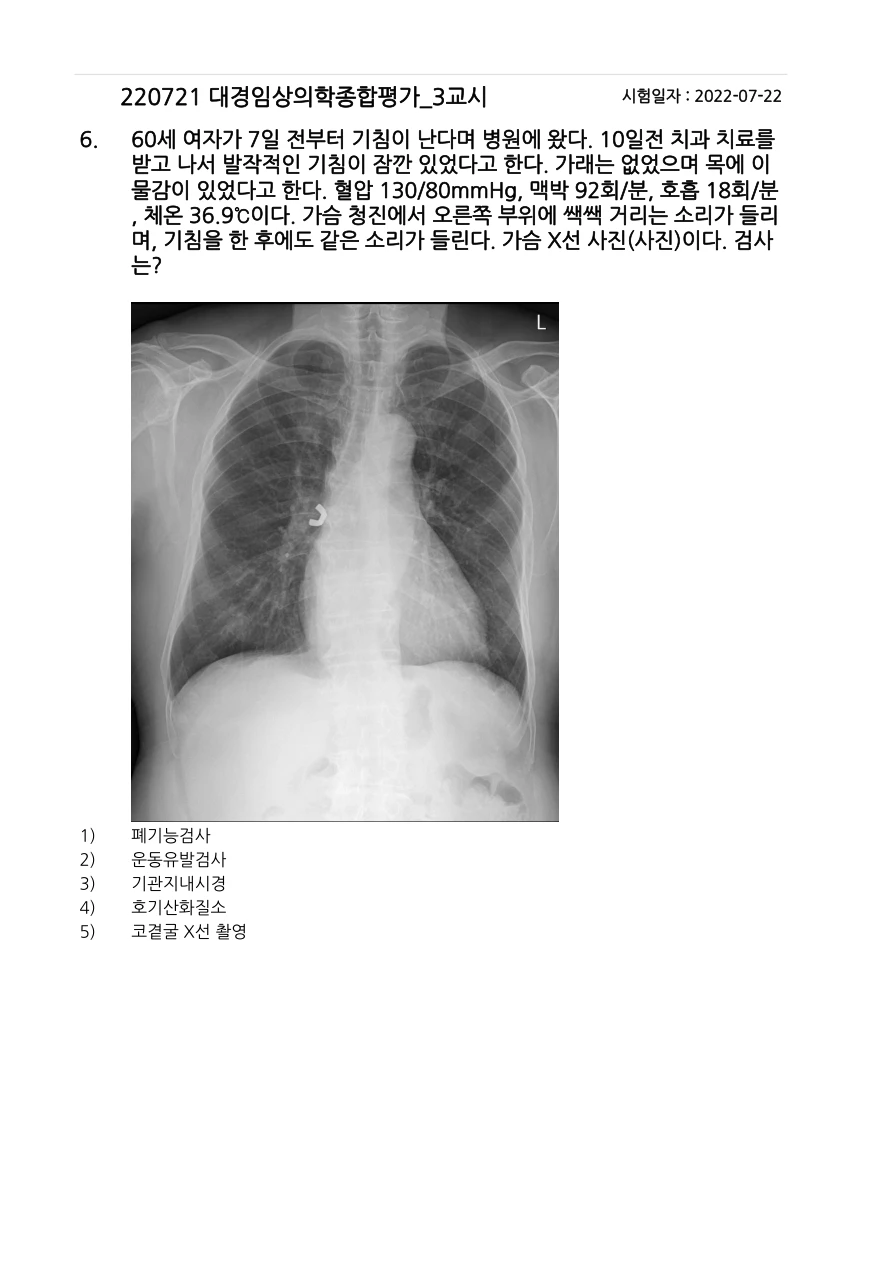 220721 대경임상의학종합평가_3교시 시험일자 : 2022-07-22
6. 60세 여자가 7일 전부터 기침이 난다며 병원에 왔다. 10일전 치과 치료를
받고 나서 발작적인 기침이 잠깐 있었다고 한다. 가래는 없었으며 목에 이
물감이 있었다고 한다. 혈압 130/80mmHg, 맥박 92회/분, 호흡 18회/분
, 체온 36.9℃이다. 가슴 청진에서 오른쪽 부위에 쌕쌕 거리는 소리가 들리
며, 기침을 한 후에도 같은 소리가 들린다. 가슴 X선 사진(사진)이다. 검사
는?
L
1) 폐기능검사
2) 운동유발검사
3) 기관지내시경
4) 호기산화질소
5) 코곁굴 X선 촬영